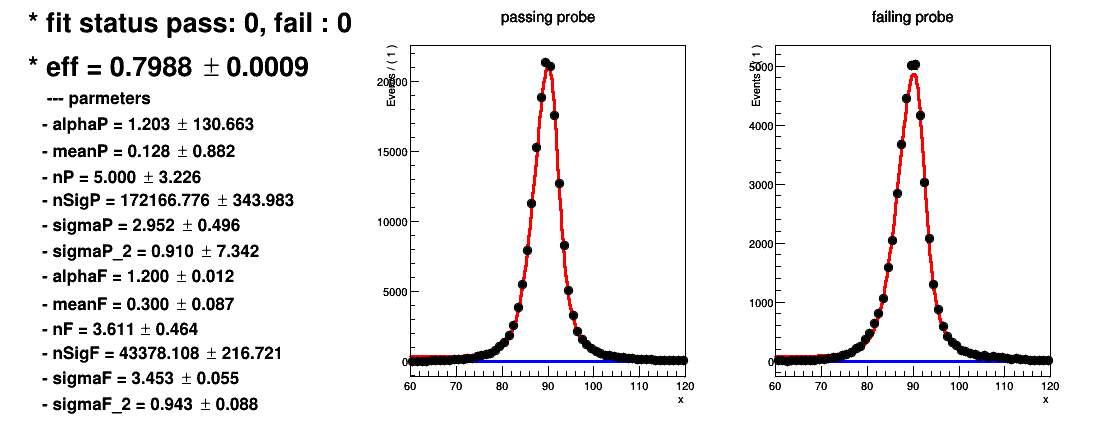 * fit status pass: 0, fail : 0
* eff = 0.7988 ± 0.0009
--- parmeters
- alphaP = 1.203 ± 130.663
- meanP = 0.128 ± 0.882
- nP = 5.000 ± 3.226
- nSigP = 172166.776 ± 343.983
- sigmaP = 2.952 ± 0.496
- sigmaP_2 = 0.910 ± 7.342
- alphaF = 1.200 ± 0.012
- meanF = 0.300 ± 0.087
- nF = 3.611 ± 0.464
- nSigF = 43378.108 ± 216.721
- sigmaF = 3.453 ± 0.055
- sigmaF_2 = 0.943 ± 0.088
passing probe
Events / ( 1 )
20000
15000
10000
5000
0
60 70 80 90 100 110 120
x
failing probe
Events / ( 1 )
5000
4000
3000
2000
1000
0
60 70 80 90 100 110 120
x